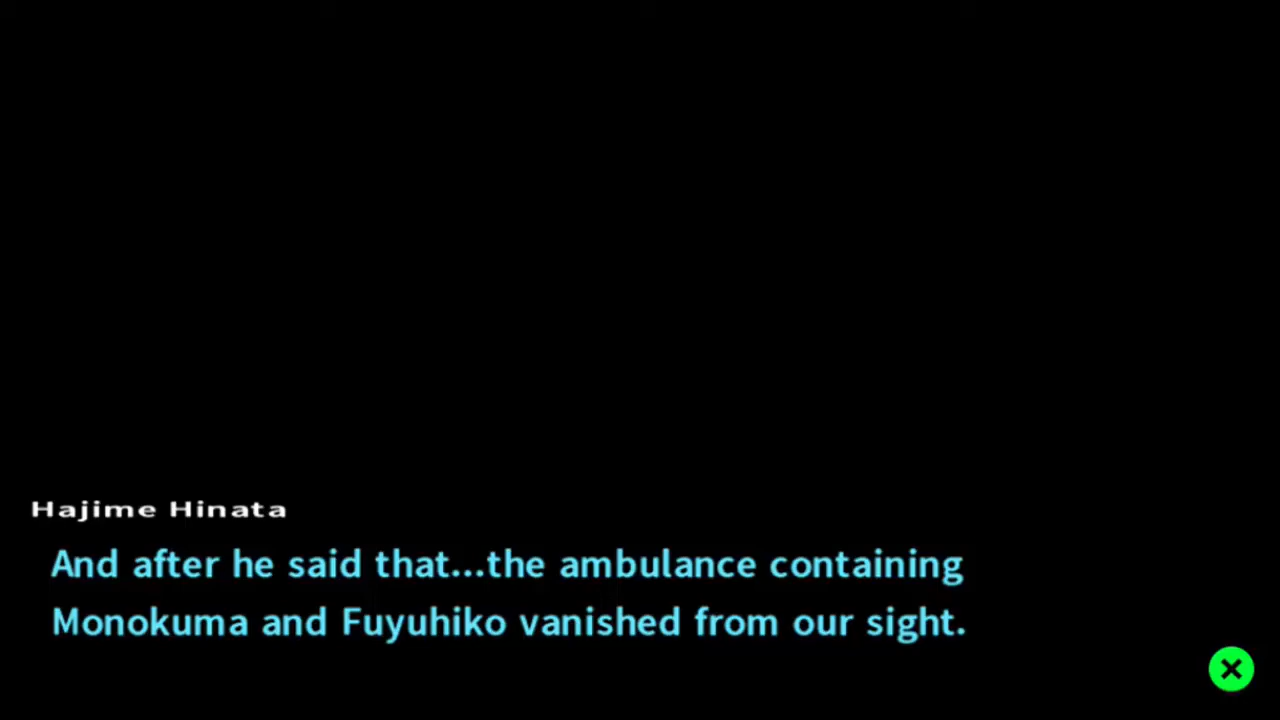 Hajime Hinata
And after he said that...the ambulance containing
Monokuma and Fuyuhiko vanished from our sight.